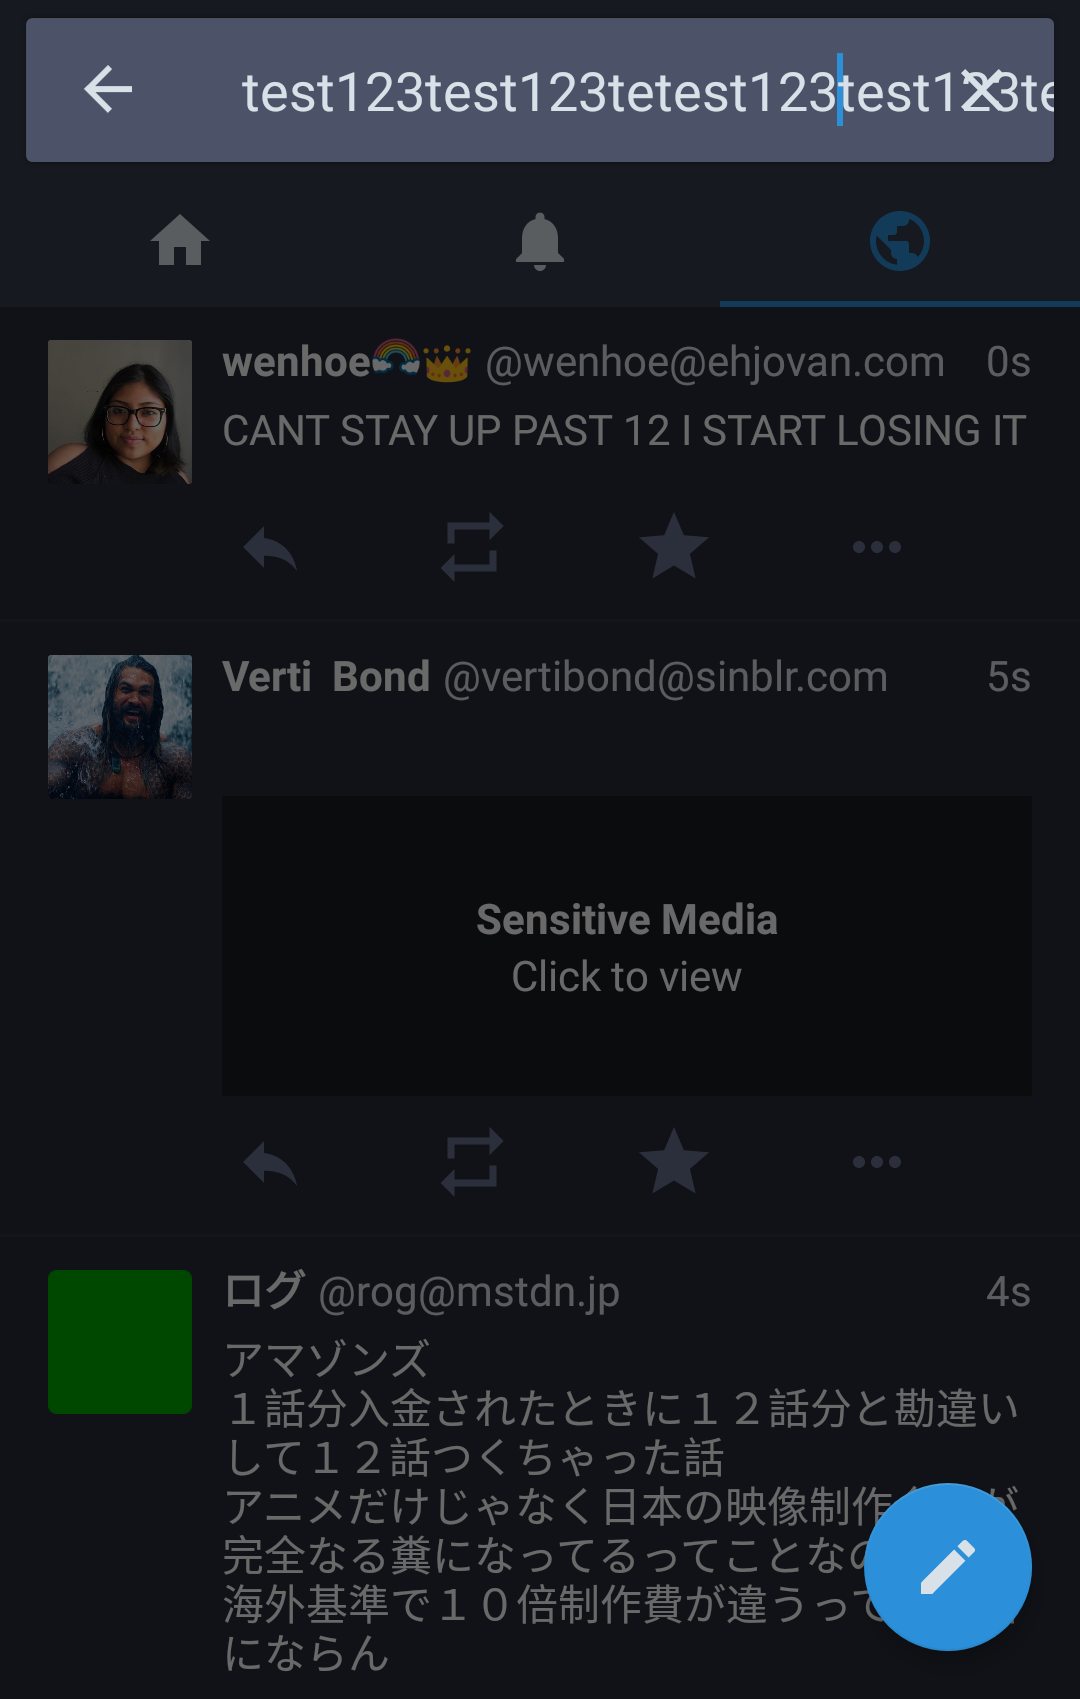 test123test123tetest123test123te
wenhoe🌈👑 @wenhoe@ehjovan.com 0s
CANT STAY UP PAST 12 I START LOSING IT
Verti Bond @vertibond@sinblr.com 5s
Sensitive Media
Click to view
ログ @rog@mstdn.jp 4s
アマゾンズ
１話分入金されたときに１２話分と勘違い
して１２話つくちゃった話
アニメだけじゃなく日本の映像制作 が
完全なる糞になってるってことなの
海外基準で１０倍制作費が違うって
にならん